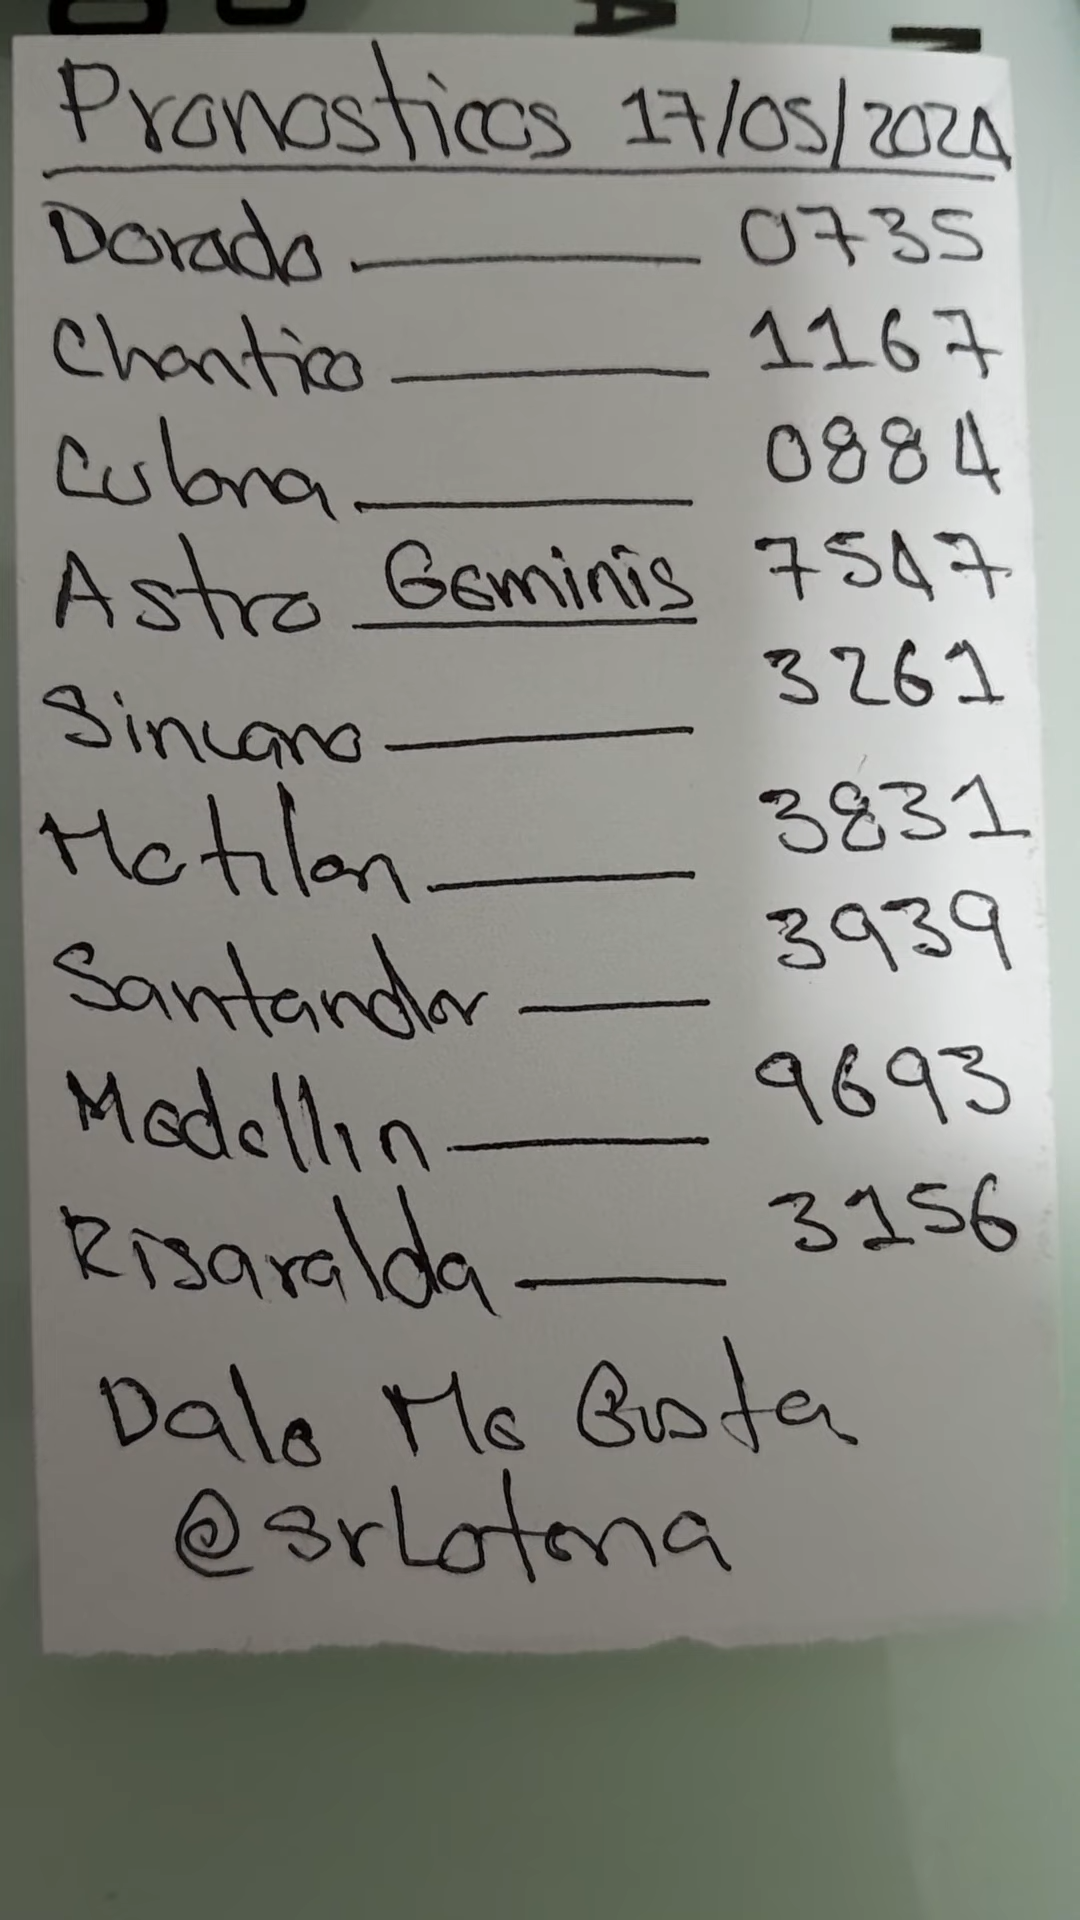 Pronosticos 17/05/2024
Dorado 0735
Chontico 1167
Culona 0884
Astro Geminis 7547
Sinuano 3261
Motilon 3831
Santander 3939
Medellin 9693
Risaralda 3156
Dale Me Gusta
@srLotona